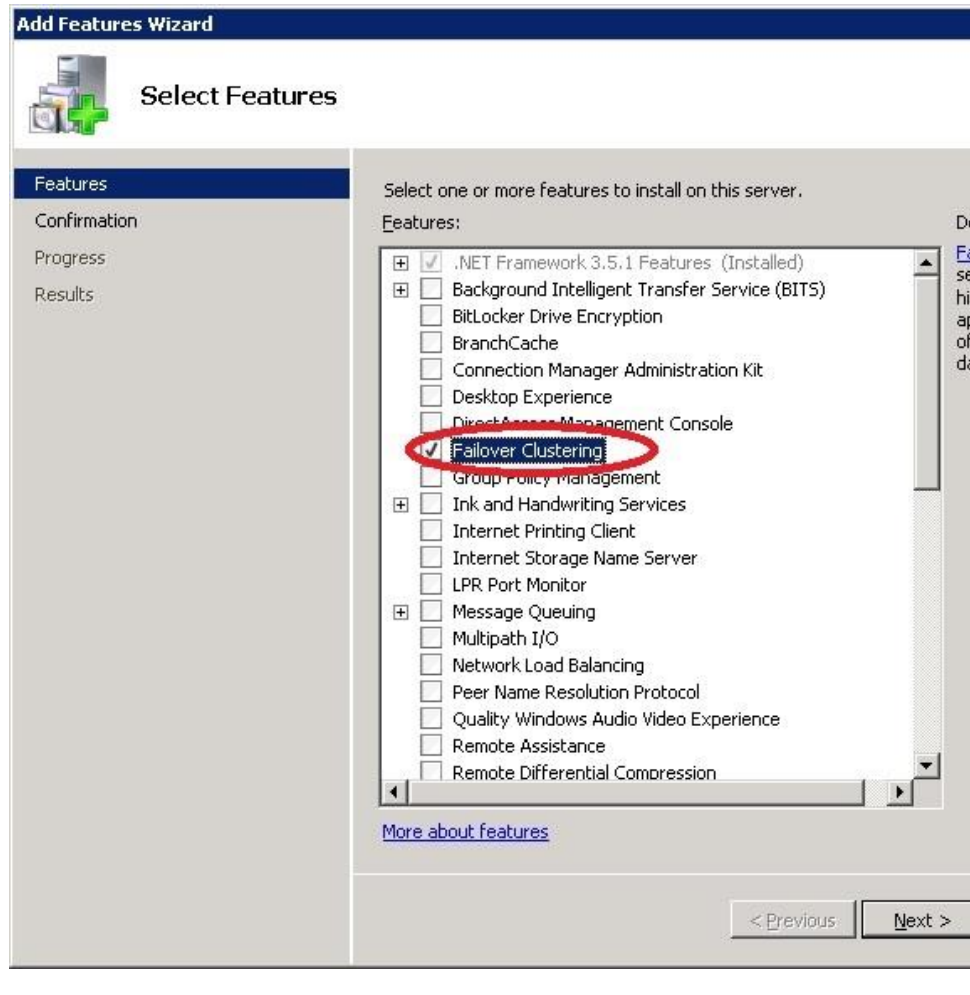 Add Features Wizard
Select Features
Features
Confirmation
Progress
Results
Select one or more features to install on this server.
Features:
.NET Framework 3.5.1 Features (Installed)
Background Intelligent Transfer Service (BITS)
BitLocker Drive Encryption
BranchCache
Connection Manager Administration Kit
Desktop Experience
DirectAccess Management Console
Failover Clustering
Group Policy Management
Ink and Handwriting Services
Internet Printing Client
Internet Storage Name Server
LPR Port Monitor
Message Queuing
Multipath I/O
Network Load Balancing
Peer Name Resolution Protocol
Quality Windows Audio Video Experience
Remote Assistance
Remote Differential Compression
More about features
< Previous
Next >